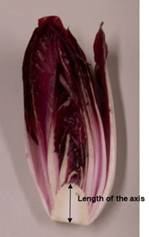 Length of the axis